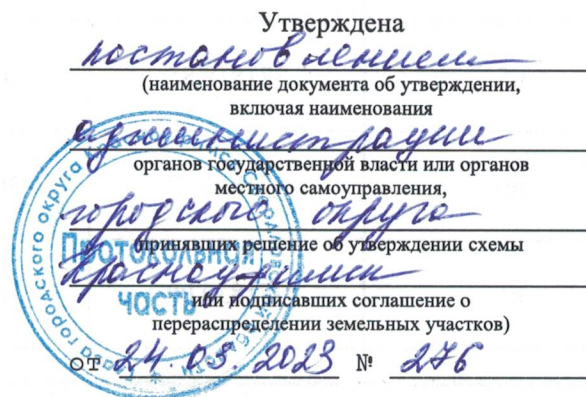 Утверждена
постановлением
(наименование документа об утверждении,
включая наименования
администрации
органов государственной власти или органов
местного самоуправления,
городского округа
принявших решение об утверждении схемы
Красноуфимск
или подписавших соглашение о
перераспределении земельных участков)
от 24.05.2023 № 276
Протокольная
часть
городского округа